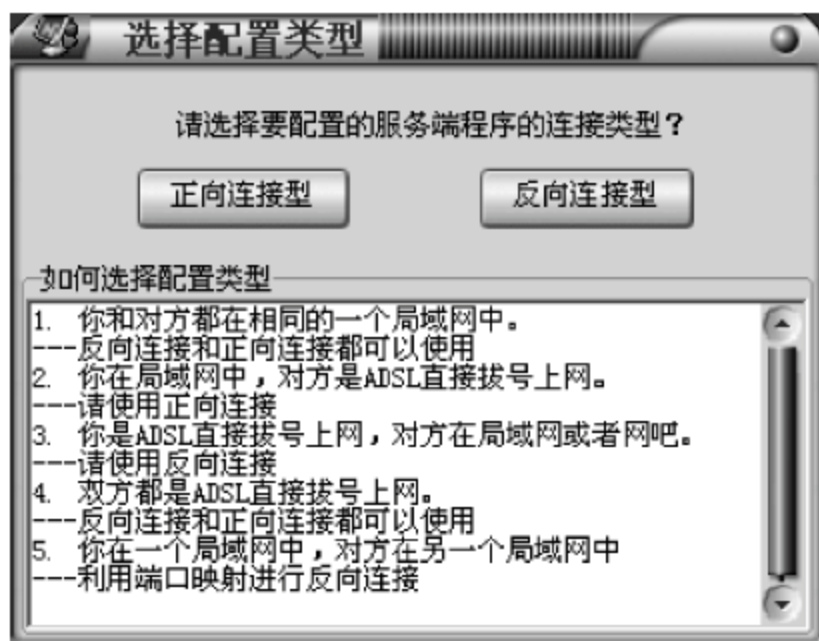 选择配置类型
请选择要配置的服务端程序的连接类型？
正向连接型
反向连接型
如何选择配置类型
1. 你和对方都在相同的一个局域网中。
---反向连接和正向连接都可以使用
2. 你在局域网中，对方是ADSL直接拔号上网。
---请使用正向连接
3. 你是ADSL直接拔号上网，对方在局域网或者网吧。
---请使用反向连接
4. 双方都是ADSL直接拔号上网。
---反向连接和正向连接都可以使用
5. 你在一个局域网中，对方在另一个局域网中
---利用端口映射进行反向连接